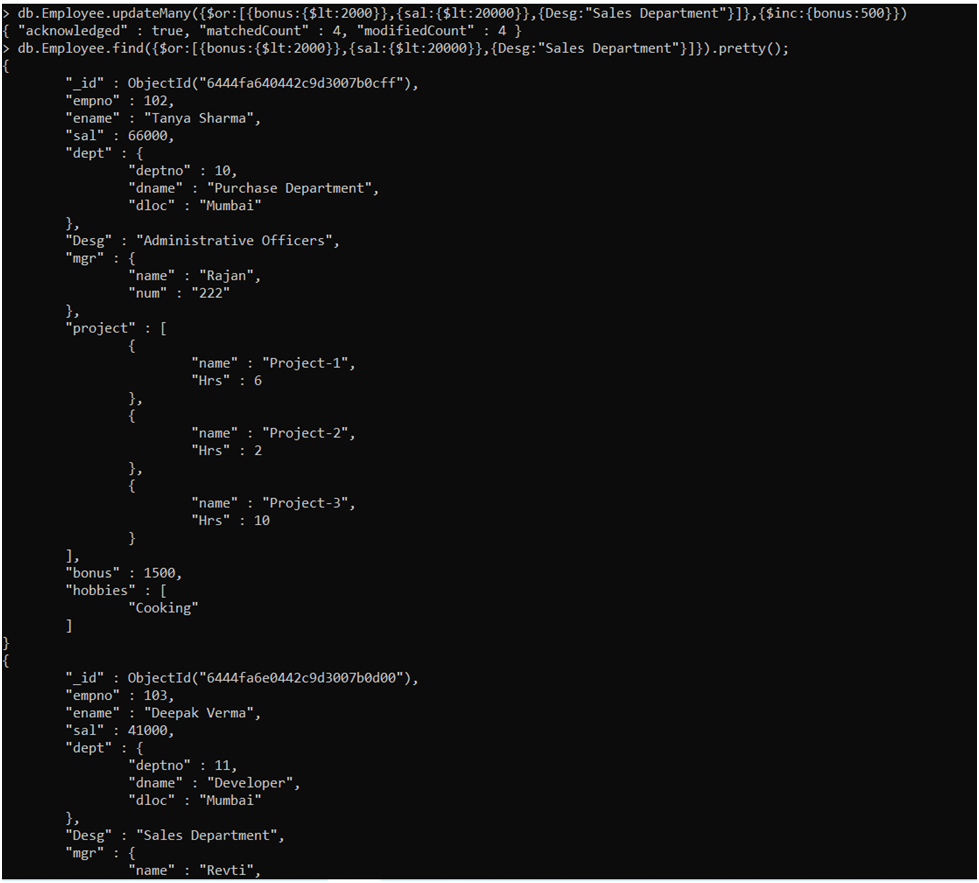 > db.Employee.updateMany({$or:[{bonus:{$lt:2000}},{sal:{$lt:20000}},{Desg:"Sales Department"}]},{$inc:{bonus:500}})
{ "acknowledged" : true, "matchedCount" : 4, "modifiedCount" : 4 }
> db.Employee.find({$or:[{bonus:{$lt:2000}},{sal:{$lt:20000}},{Desg:"Sales Department"}]}).pretty();
{
        "_id" : ObjectId("6444fa640442c9d3007b0cff"),
        "empno" : 102,
        "ename" : "Tanya Sharma",
        "sal" : 66000,
        "dept" : {
                "deptno" : 10,
                "dname" : "Purchase Department",
                "dloc" : "Mumbai"
        },
        "Desg" : "Administrative Officers",
        "mgr" : {
                "name" : "Rajan",
                "num" : "222"
        },
        "project" : [
                {
                        "name" : "Project-1",
                        "Hrs" : 6
                },
                {
                        "name" : "Project-2",
                        "Hrs" : 2
                },
                {
                        "name" : "Project-3",
                        "Hrs" : 10
                }
        ],
        "bonus" : 1500,
        "hobbies" : [
                "Cooking"
        ]
}
{
        "_id" : ObjectId("6444fa6e0442c9d3007b0d00"),
        "empno" : 103,
        "ename" : "Deepak Verma",
        "sal" : 41000,
        "dept" : {
                "deptno" : 11,
                "dname" : "Developer",
                "dloc" : "Mumbai"
        },
        "Desg" : "Sales Department",
        "mgr" : {
                "name" : "Revti",